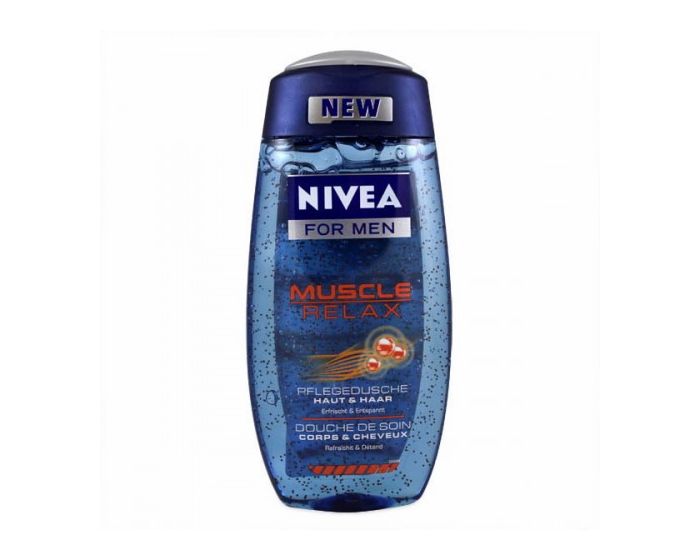 NEW
NIVEA
FOR MEN
MUSCLE
RELAX
PFLEGEDUSCHE
HAUT & HAAR
Erfrischt & Entspannt
DOUCHE DE SOIN
CORPS & CHEVEUX
Rafraîchit & Détend